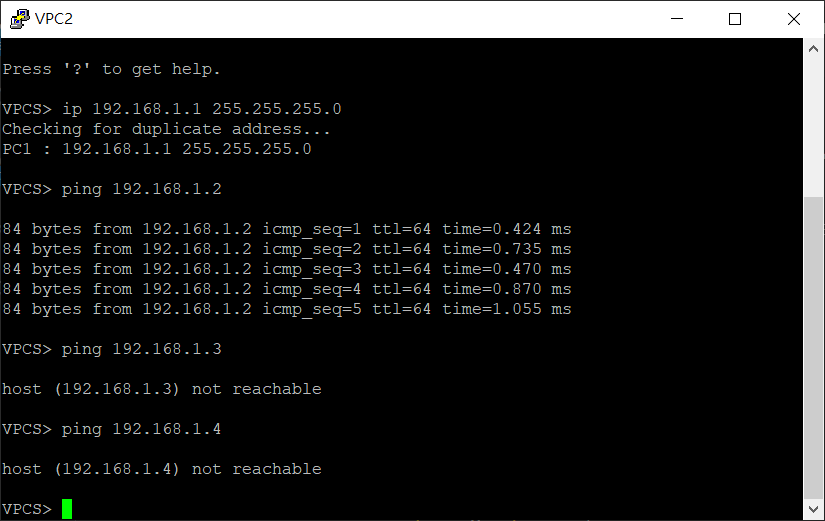 VPC2
Press '?' to get help.
VPCS> ip 192.168.1.1 255.255.255.0
Checking for duplicate address...
PC1 : 192.168.1.1 255.255.255.0
VPCS> ping 192.168.1.2
84 bytes from 192.168.1.2 icmp_seq=1 ttl=64 time=0.424 ms
84 bytes from 192.168.1.2 icmp_seq=2 ttl=64 time=0.735 ms
84 bytes from 192.168.1.2 icmp_seq=3 ttl=64 time=0.470 ms
84 bytes from 192.168.1.2 icmp_seq=4 ttl=64 time=0.870 ms
84 bytes from 192.168.1.2 icmp_seq=5 ttl=64 time=1.055 ms
VPCS> ping 192.168.1.3
host (192.168.1.3) not reachable
VPCS> ping 192.168.1.4
host (192.168.1.4) not reachable
VPCS>